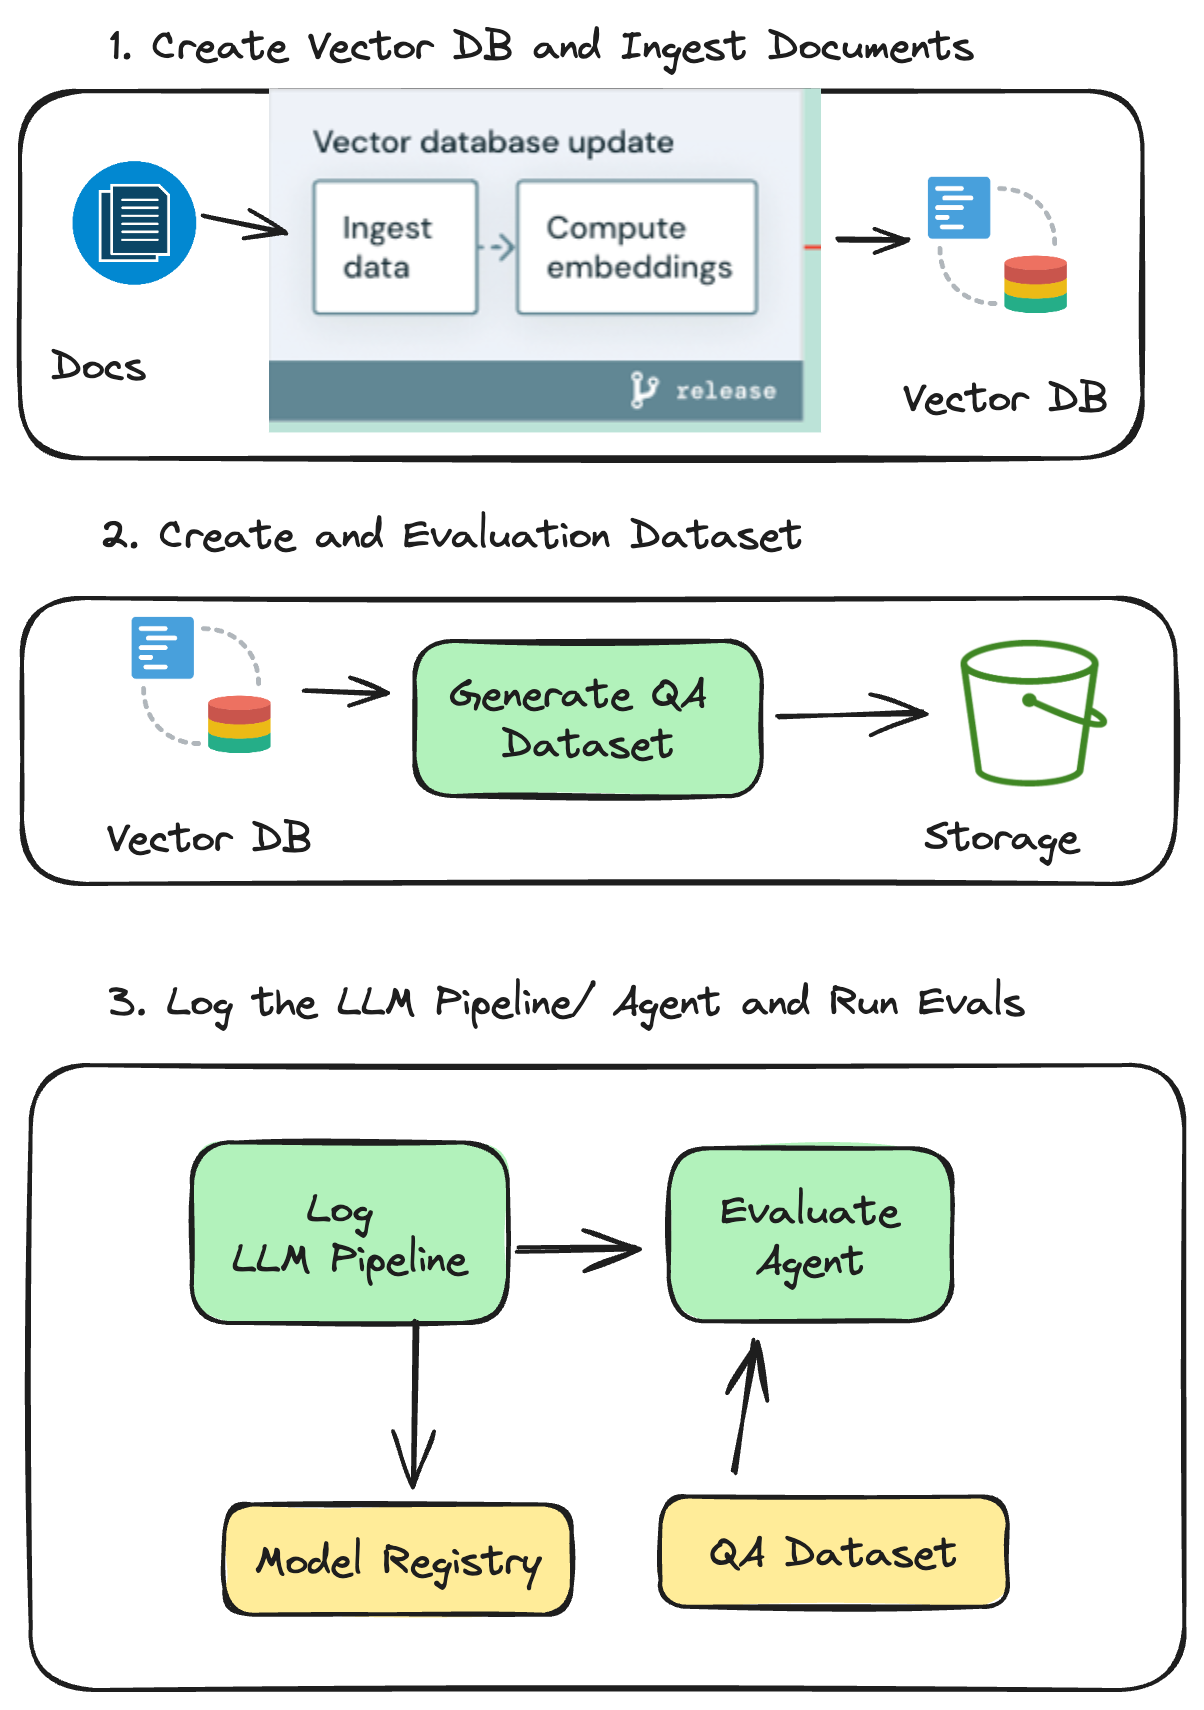 1. Create Vector DB and Ingest Documents
Vector database update
Ingest
data
Compute
embeddings
release
Docs
Vector DB
2. Create and Evaluation Dataset
Generate QA
Dataset
Vector DB
Storage
3. Log the LLM Pipeline/ Agent and Run Evals
Log
LLM Pipeline
Evaluate
Agent
Model Registry
QA Dataset